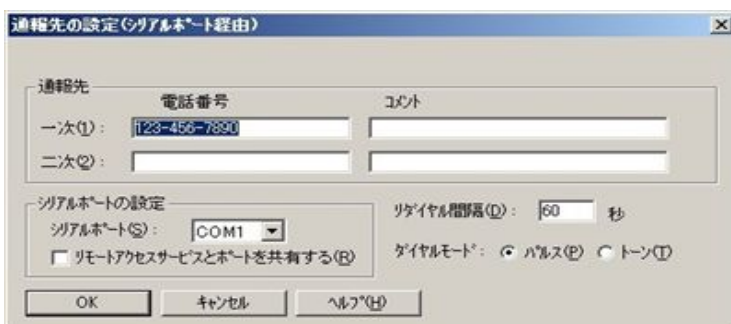 通報先の設定(ｼﾘｱﾙﾎﾟｰﾄ経由)
通報先
電話番号 ｺﾒﾝﾄ
一次(1): 123-456-7890
二次(2):
ｼﾘｱﾙﾎﾟｰﾄの設定
ｼﾘｱﾙﾎﾟｰﾄ(S): COM1
ﾘﾓｰﾄｱｸｾｽｻｰﾋﾞｽとﾎﾟｰﾄを共有する(R)
ﾘﾀﾞｲﾔﾙ間隔(D): 60 秒
ﾀﾞｲﾔﾙﾓｰﾄﾞ: ﾊﾟﾙｽ(P) ﾄｰﾝ(T)
OK ｷｬﾝｾﾙ ﾍﾙﾌﾟ(H)